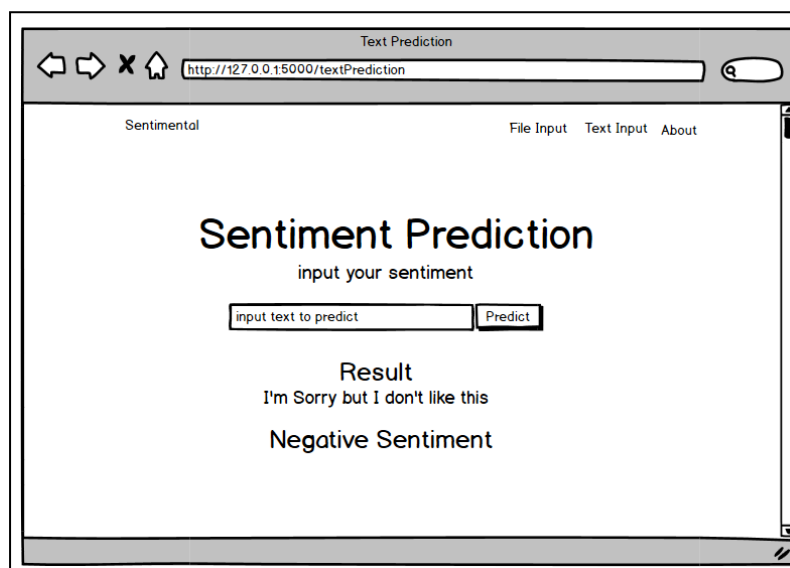 Text Prediction
http://127.0.0.1:5000/textPrediction
Sentimental File Input Text Input About
Sentiment Prediction
input your sentiment
input text to predict Predict
Result
I'm Sorry but I don't like this
Negative Sentiment